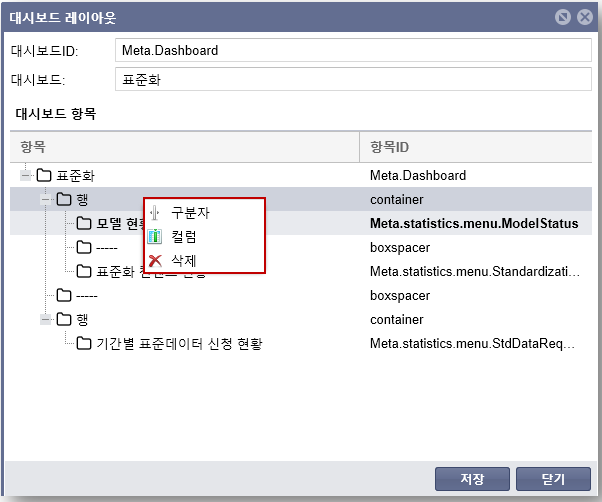 대시보드 레이아웃
대시보드ID: Meta.Dashboard
대시보드: 표준화
대시보드 항목
항목 항목ID
표준화 Meta.Dashboard
행 container
모델 현황 Meta.statistics.menu.ModelStatus
----- boxspacer
표준화 Meta.statistics.menu.Standardizati...
----- boxspacer
행 container
기간별 표준데이터 신청 현황 Meta.statistics.menu.StdDataReq...
구분자
컬럼
삭제
저장 닫기